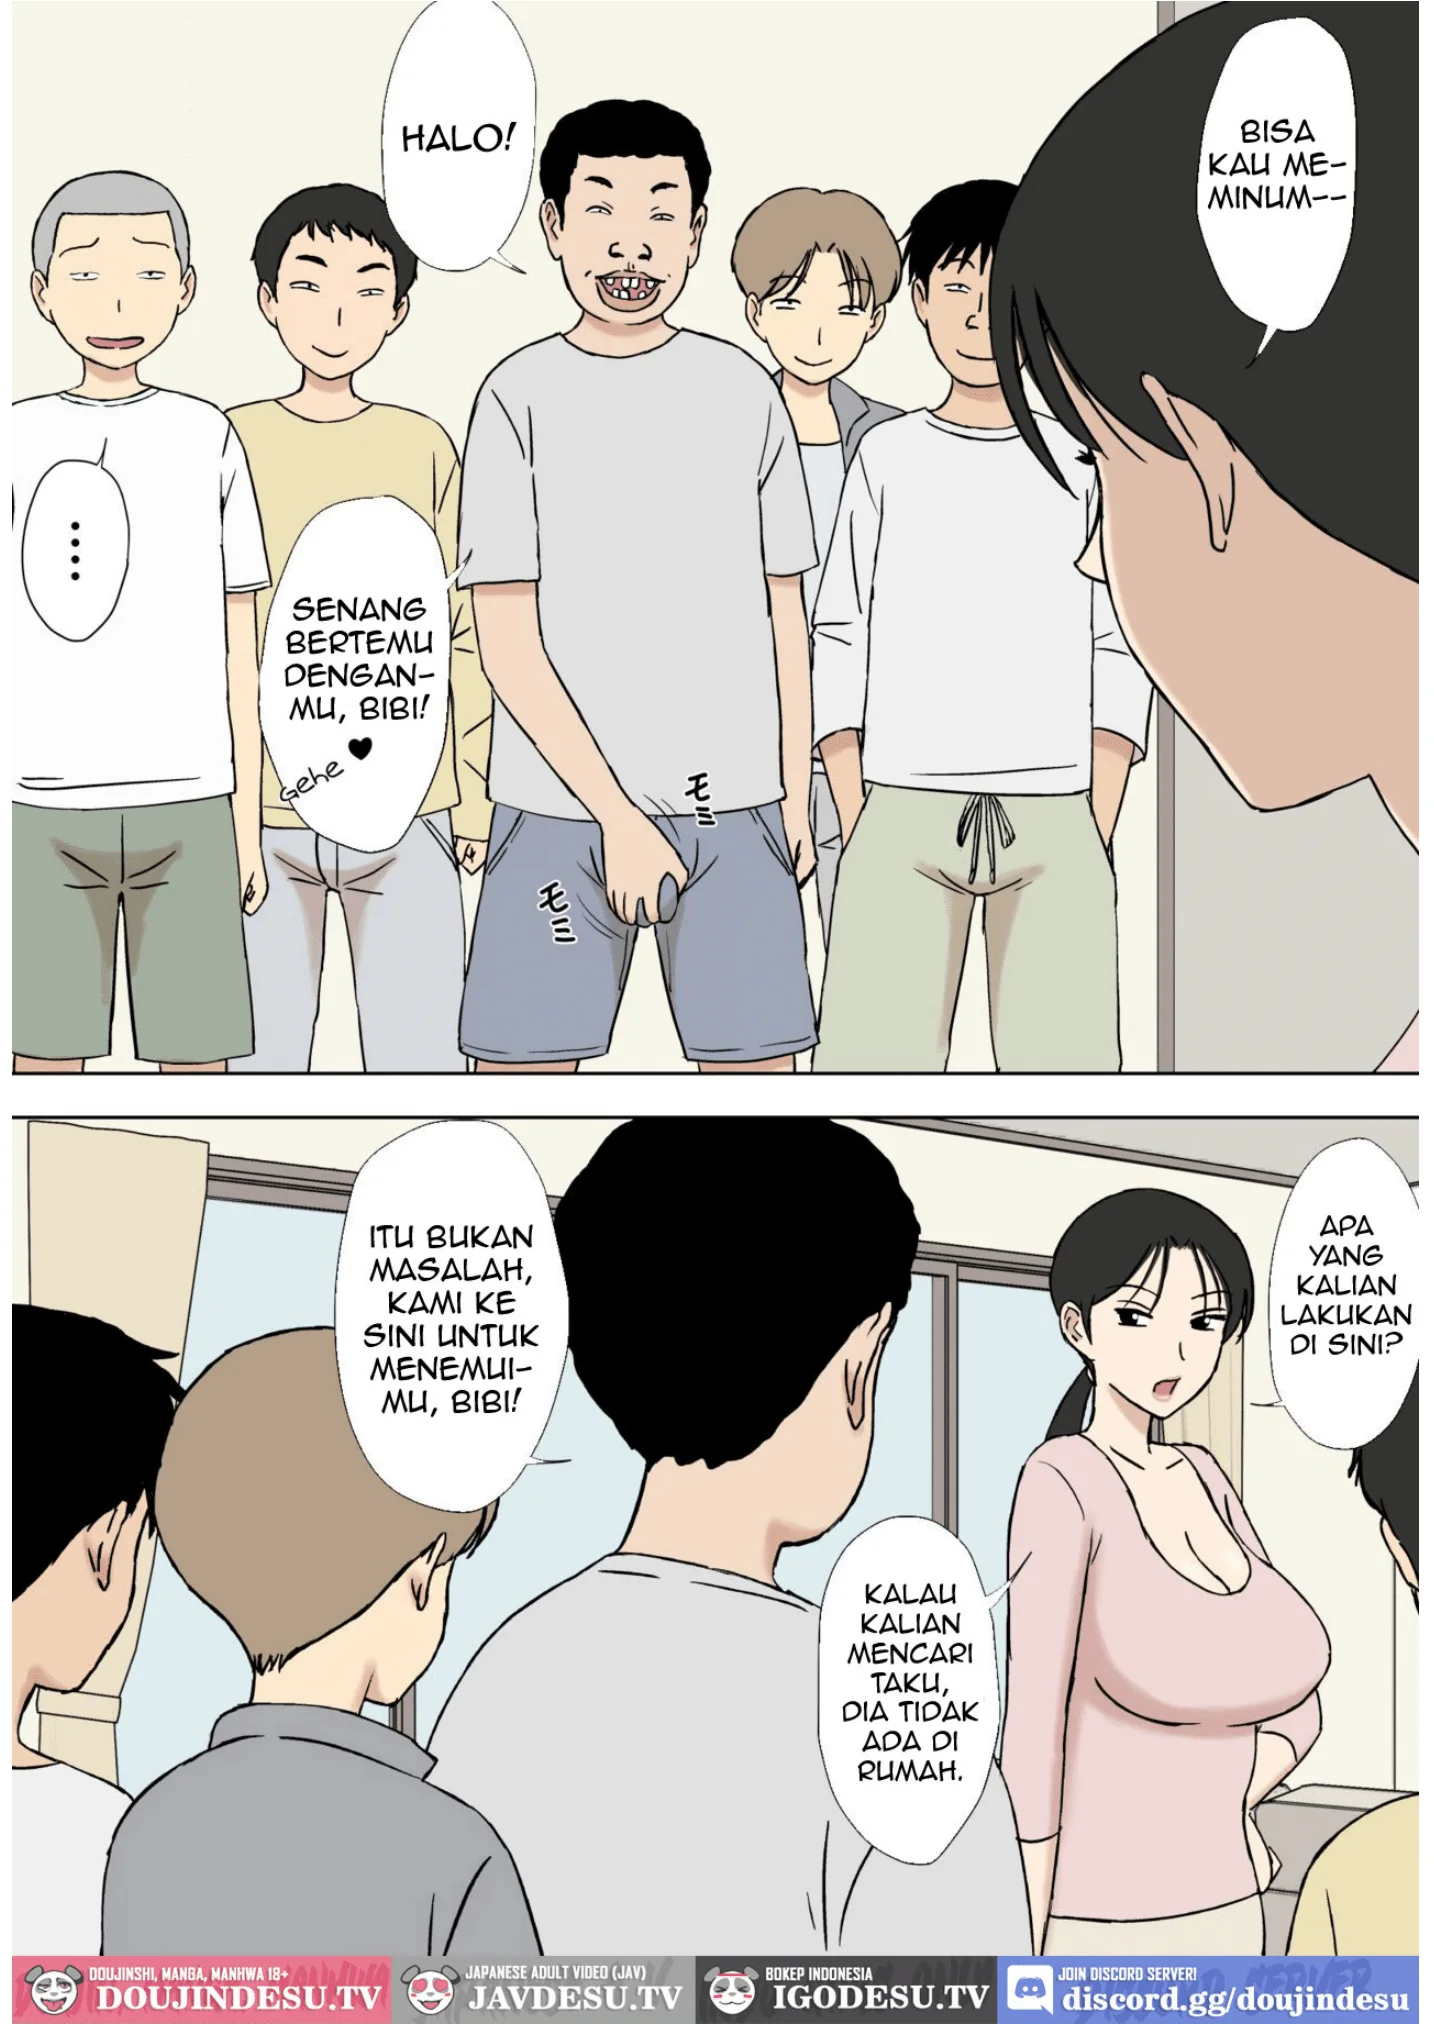 BISA
KAU ME-
MINUM--
HALO!
....
SENANG
BERTEMU
DENGAN-
MU, BIBI!
Gehe ♥
モミ
モミ
APA
YANG
KALIAN
LAKUKAN
DI SINI?
ITU BUKAN
MASALAH,
KAMI KE
SINI UNTUK
MENEMUI-
MU, BIBI!
KALAU
KALIAN
MENCARI
TAKU,
DIA TIDAK
ADA DI
RUMAH.
DOUJINSHI, MANGA, MANHWA 18+
DOUJINDESU.TV
JAPANESE ADULT VIDEO (JAV)
JAVDESU.TV
BOKEP INDONESIA
IGODESU.TV
JOIN DISCORD SERVER!
discord.gg/doujindesu